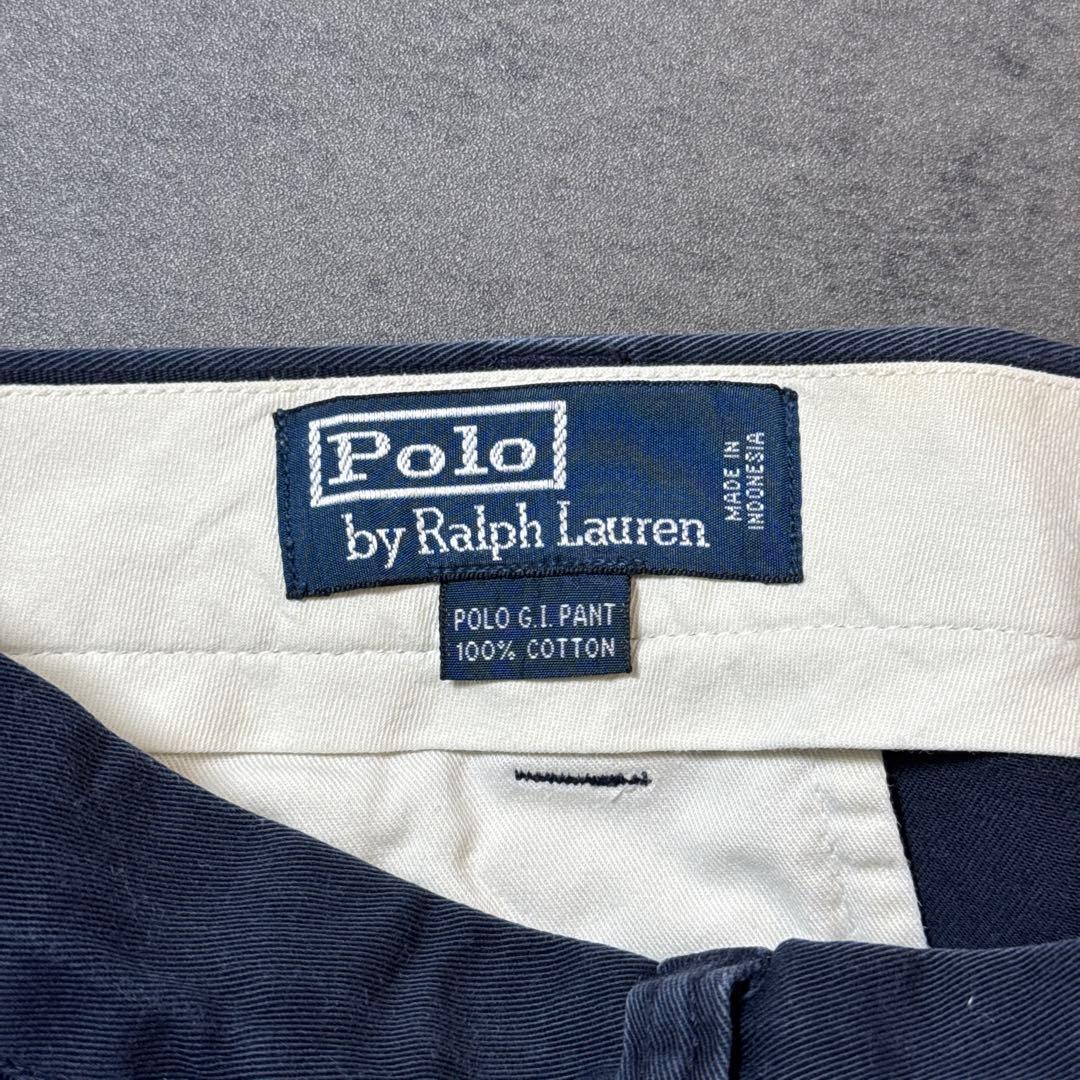 Polo
by Ralph Lauren
MADE IN
INDONESIA
POLO G.I. PANT
100% COTTON